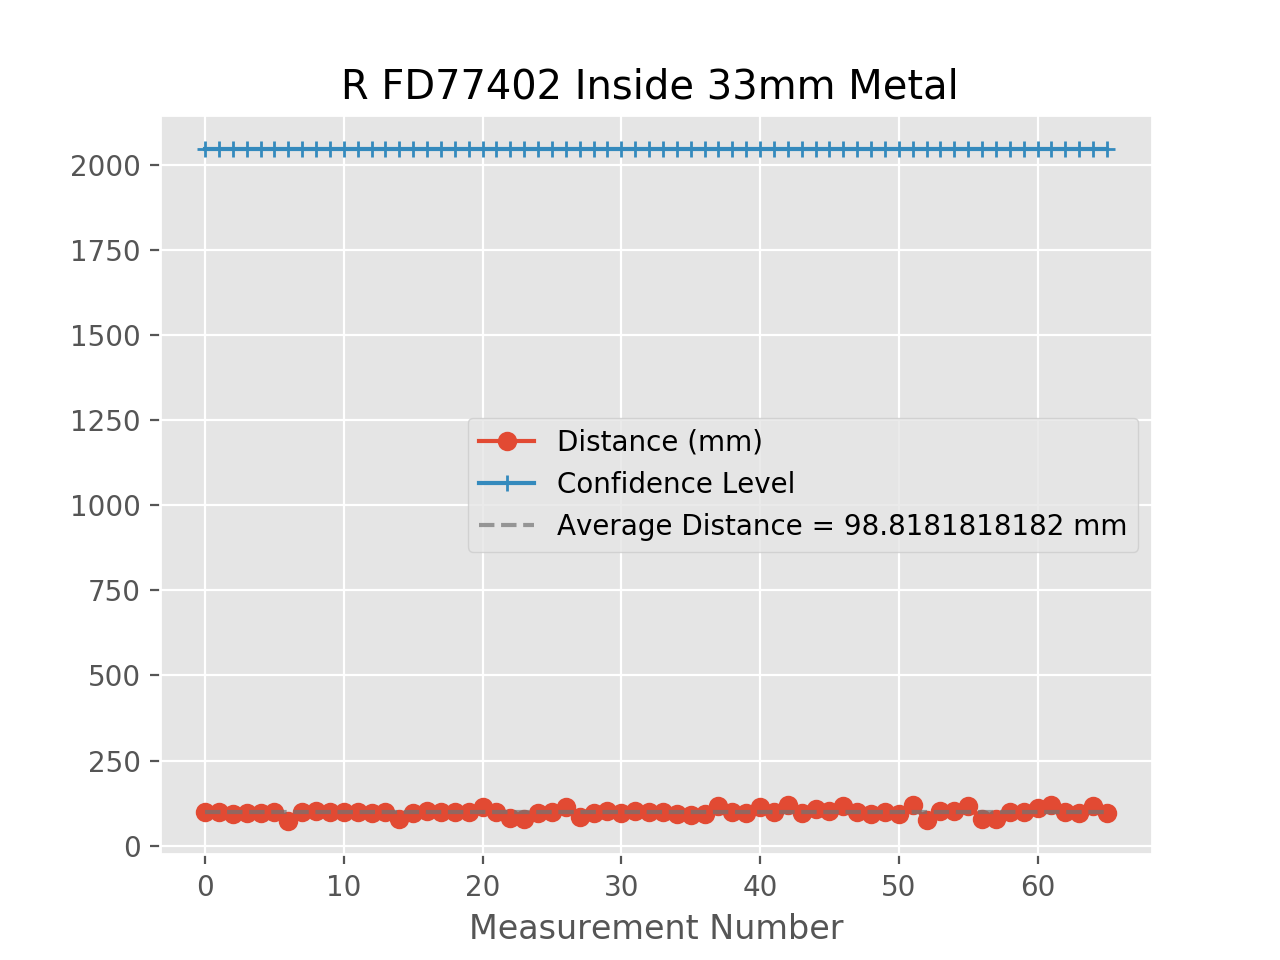 R FD77402 Inside 33mm Metal
2000
1750
1500
1250
1000
750
500
250
0
Distance (mm)
Confidence Level
Average Distance = 98.8181818182 mm
0 10 20 30 40 50 60
Measurement Number